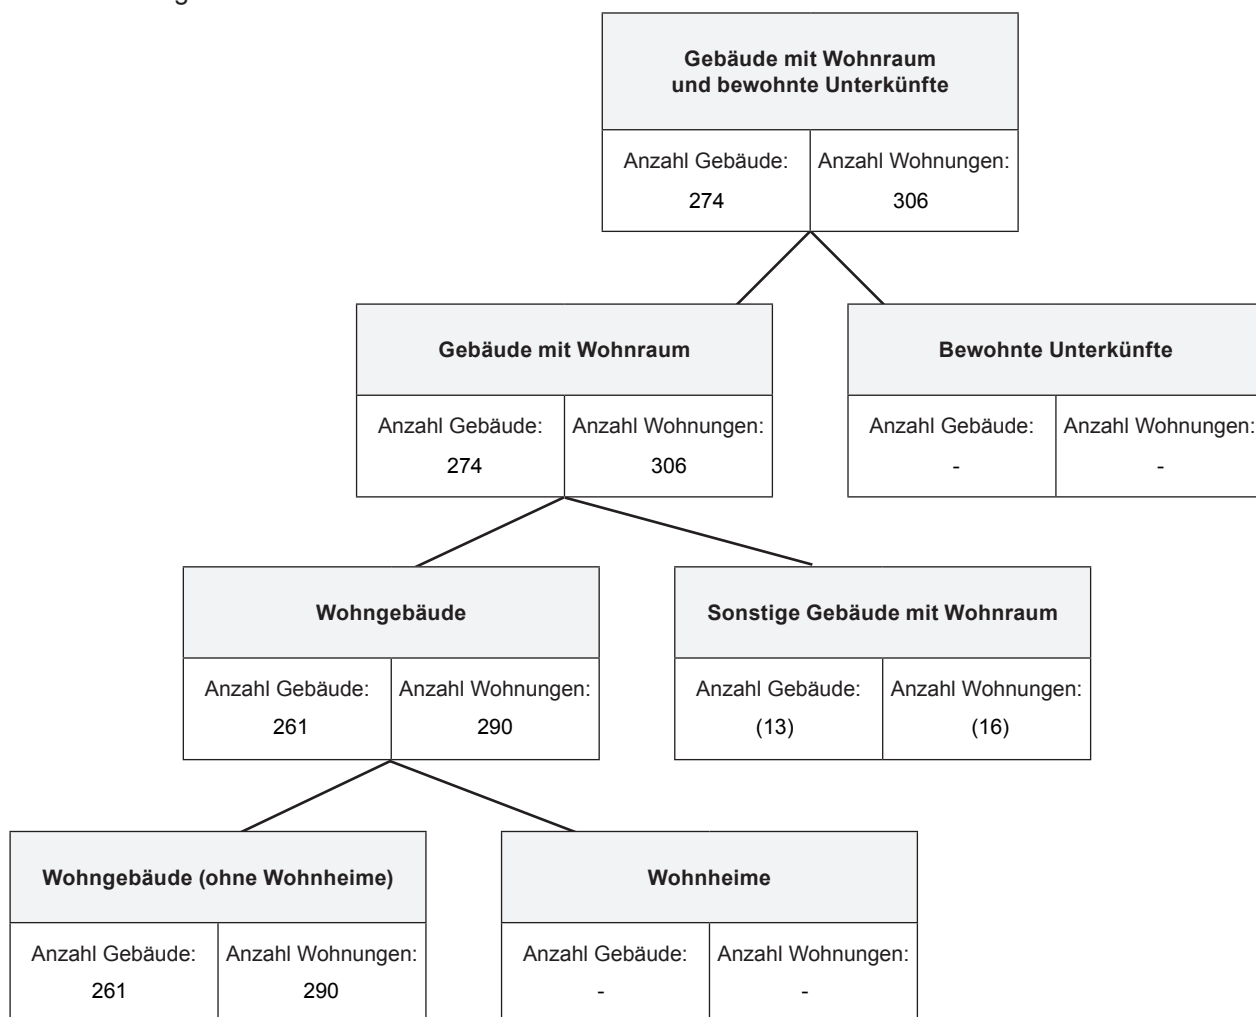 Gebäude mit Wohnraum
und bewohnte Unterkünfte
Anzahl Gebäude: Anzahl Wohnungen:
274 306
Gebäude mit Wohnraum
Anzahl Gebäude: Anzahl Wohnungen:
274 306
Bewohnte Unterkünfte
Anzahl Gebäude: Anzahl Wohnungen:
- -
Wohngebäude
Anzahl Gebäude: Anzahl Wohnungen:
261 290
Sonstige Gebäude mit Wohnraum
Anzahl Gebäude: Anzahl Wohnungen:
(13) (16)
Wohngebäude (ohne Wohnheime)
Anzahl Gebäude: Anzahl Wohnungen:
261 290
Wohnheime
Anzahl Gebäude: Anzahl Wohnungen:
- -